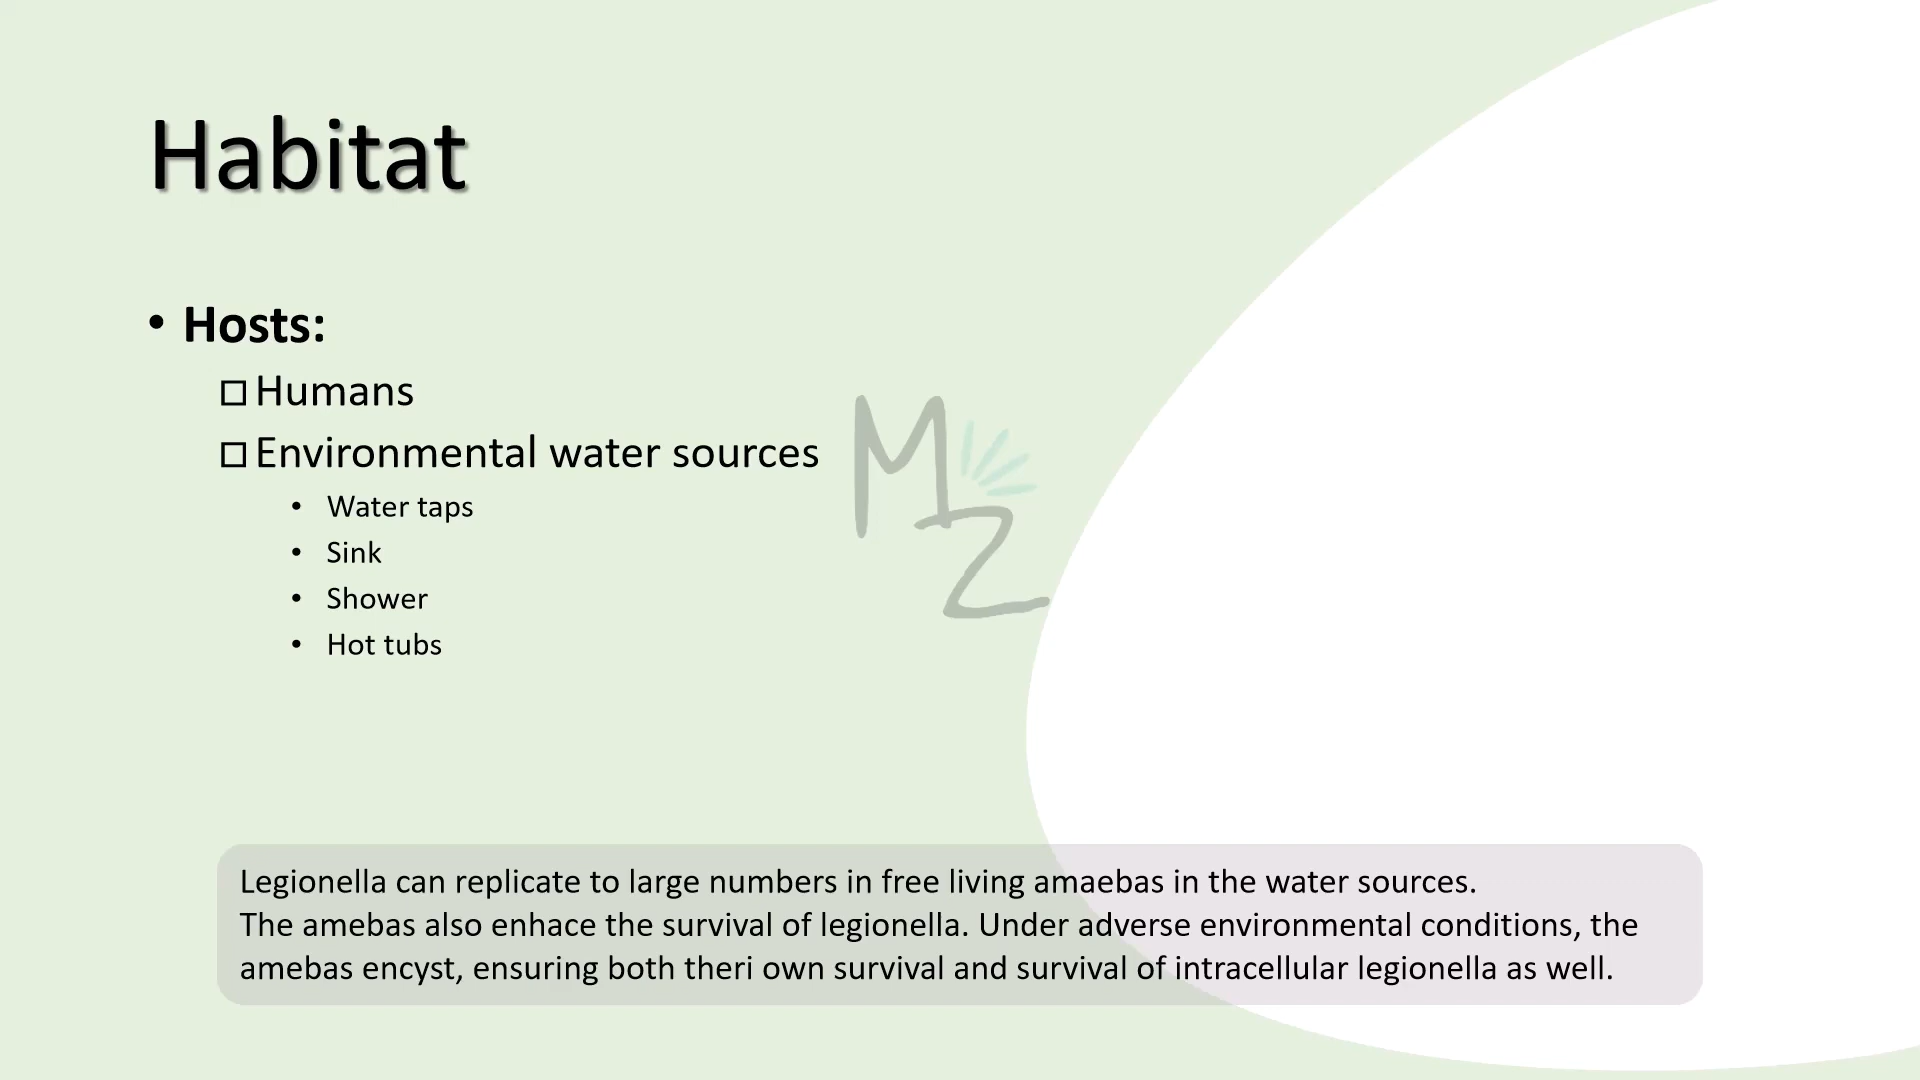 Habitat
• Hosts:
□ Humans
□ Environmental water sources
• Water taps
• Sink
• Shower
• Hot tubs
MZ
Legionella can replicate to large numbers in free living amaebas in the water sources.
The amebas also enhace the survival of legionella. Under adverse environmental conditions, the
amebas encyst, ensuring both theri own survival and survival of intracellular legionella as well.